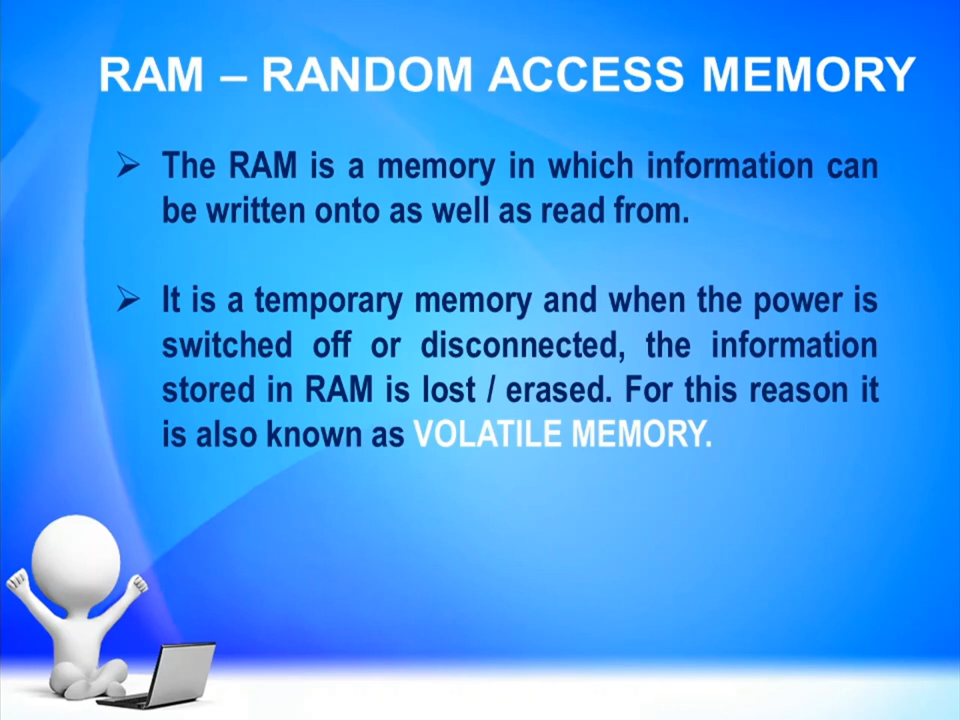 RAM – RANDOM ACCESS MEMORY
➢ The RAM is a memory in which information can
be written onto as well as read from.
➢ It is a temporary memory and when the power is
switched off or disconnected, the information
stored in RAM is lost / erased. For this reason it
is also known as VOLATILE MEMORY.